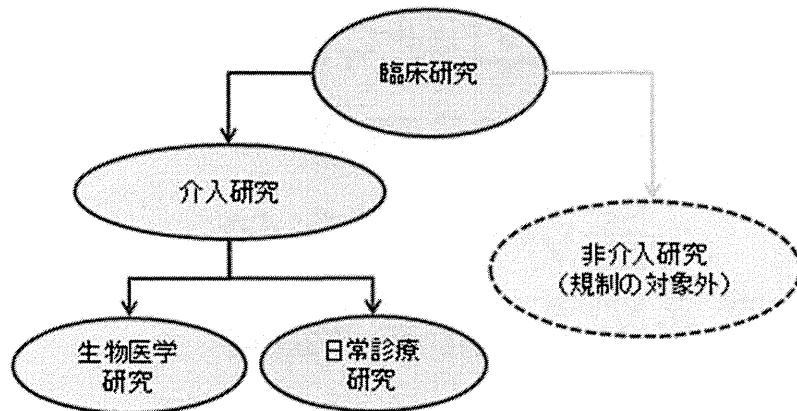 臨床研究
介入研究
非介入研究
(規制の対象外)
生物医学
研究
日常診療
研究